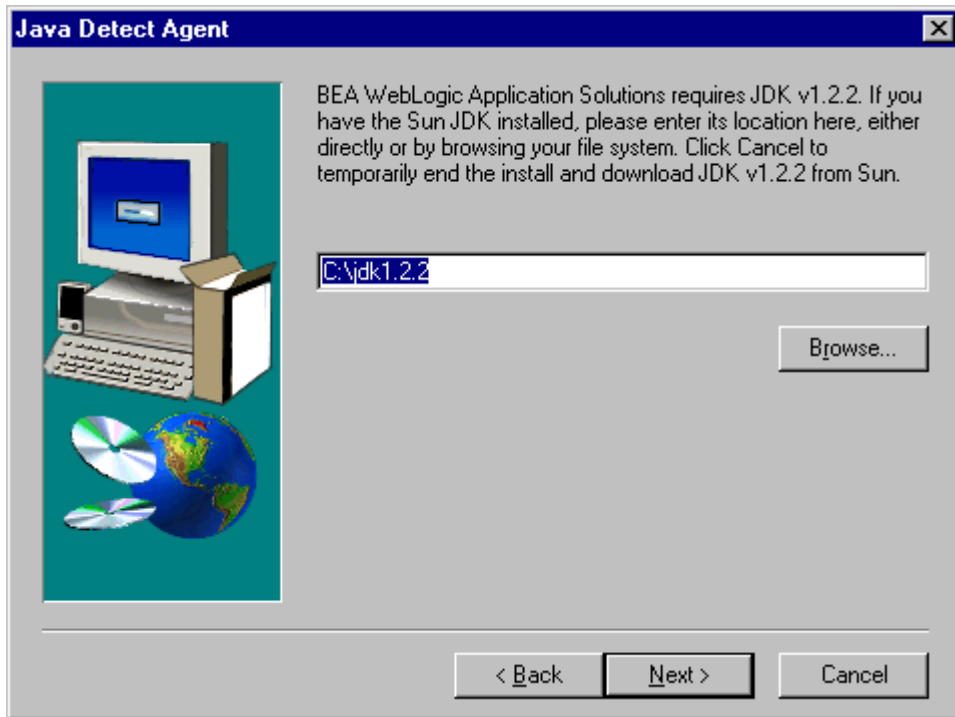 Java Detect Agent
BEA WebLogic Application Solutions requires JDK v1.2.2. If you
have the Sun JDK installed, please enter its location here, either
directly or by browsing your file system. Click Cancel to
temporarily end the install and download JDK v1.2.2 from Sun.
C:\jdk1.2.2
Browse...
< Back
Next >
Cancel